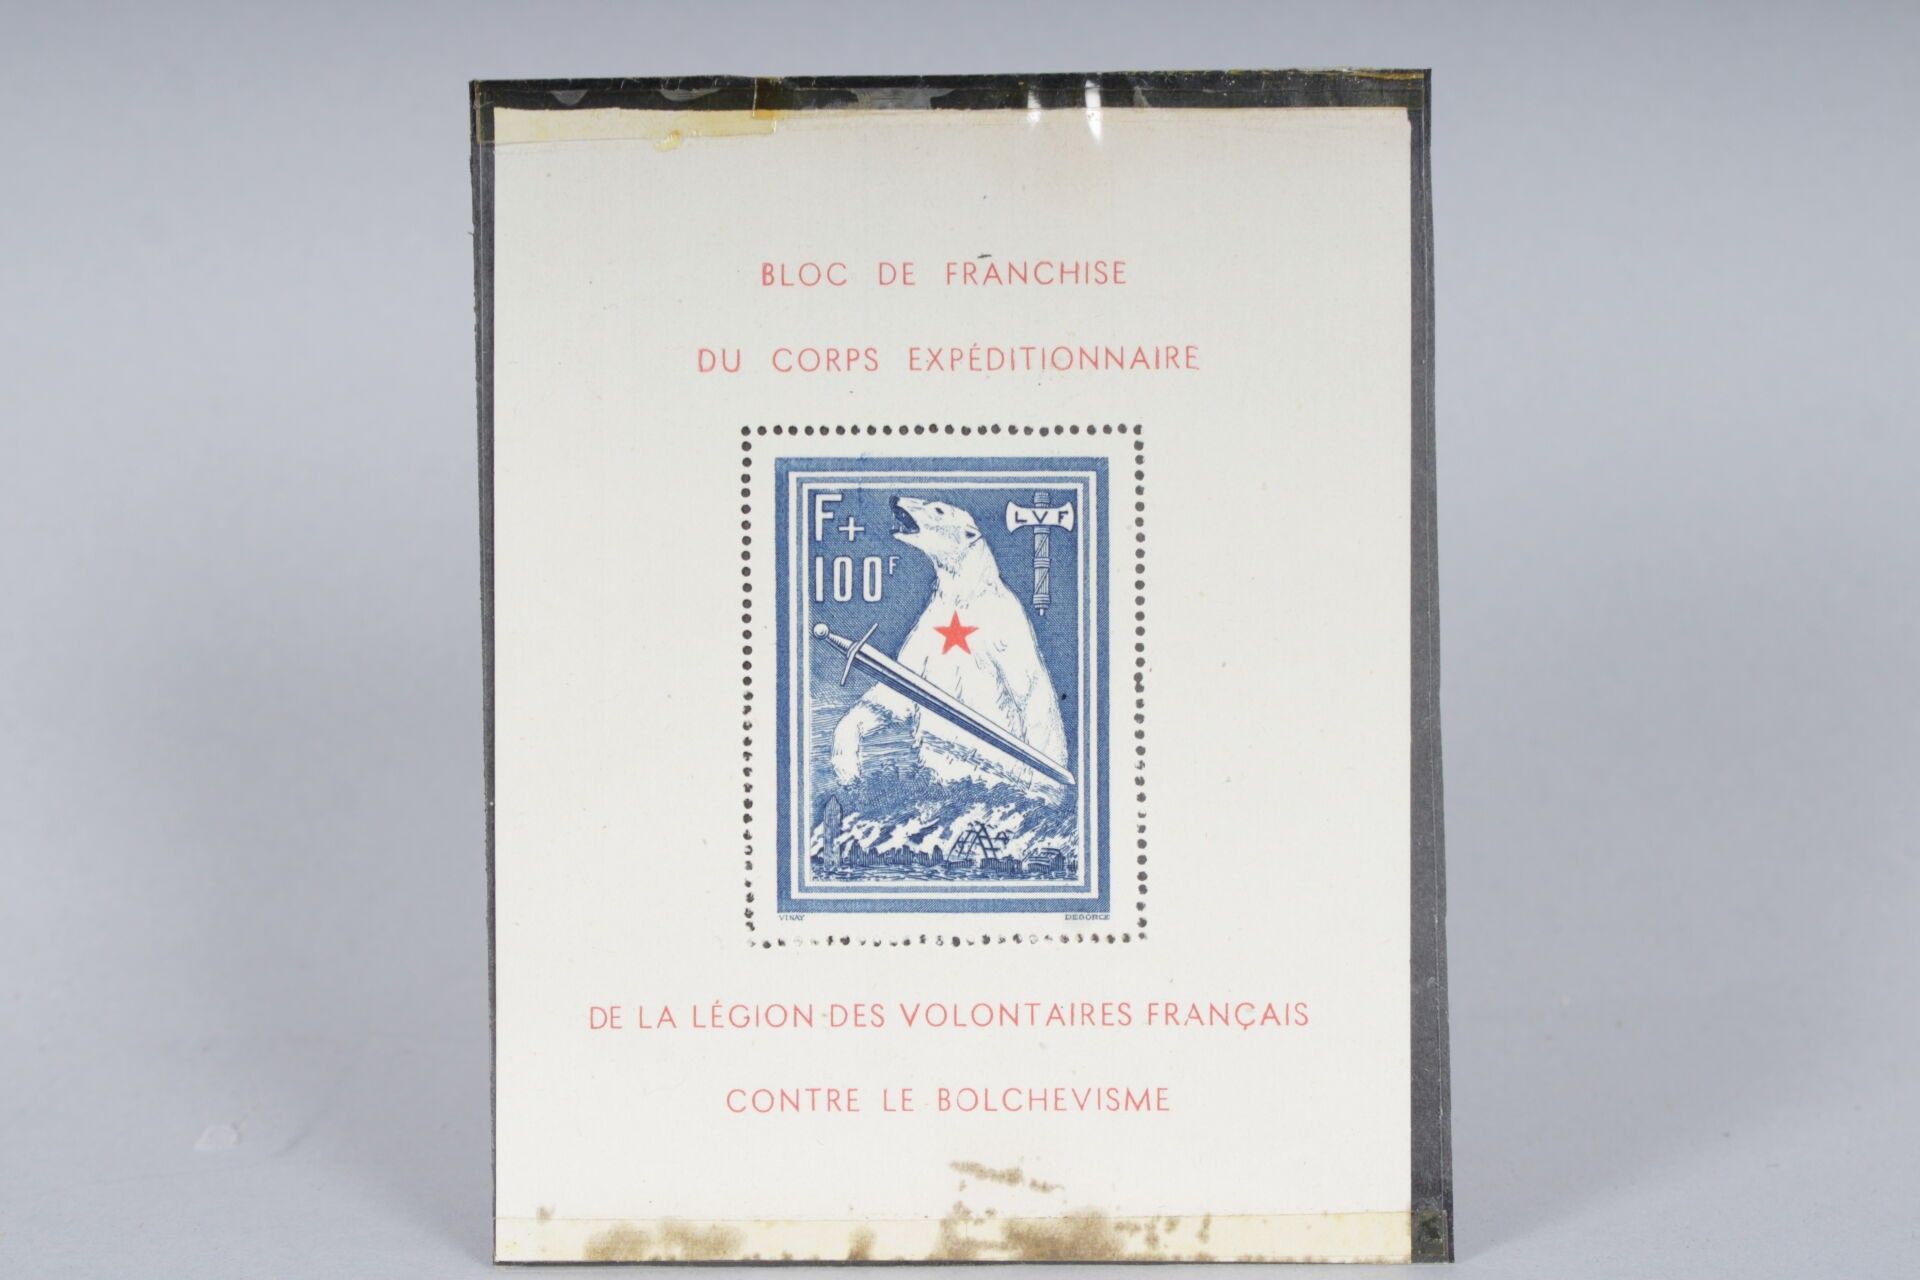 BLOC DE FRANCHISE
DU CORPS EXPÉDITIONNAIRE
F+
100F
LVF
VINAY
DEGORCE
DE LA LÉGION DES VOLONTAIRES FRANÇAIS
CONTRE LE BOLCHEVISME